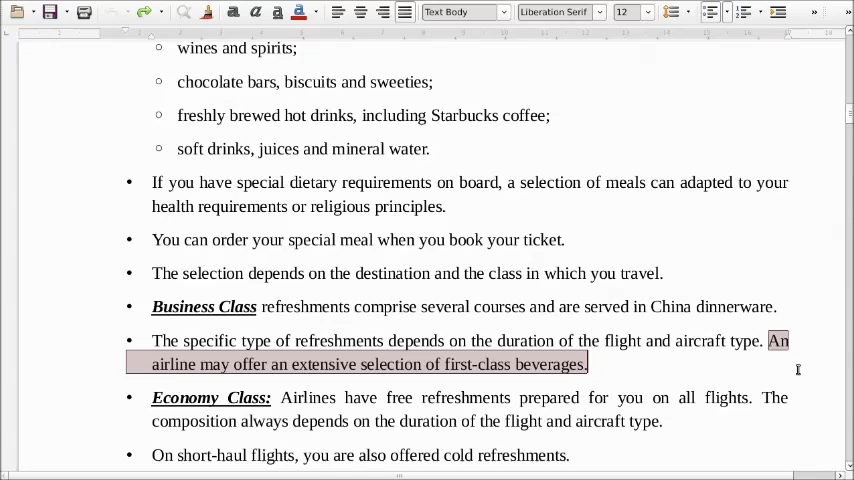 Text Body
Liberation Serif
12
wines and spirits;
chocolate bars, biscuits and sweeties;
freshly brewed hot drinks, including Starbucks coffee;
soft drinks, juices and mineral water.
If you have special dietary requirements on board, a selection of meals can adapted to your
health requirements or religious principles.
You can order your special meal when you book your ticket.
The selection depends on the destination and the class in which you travel.
Business Class refreshments comprise several courses and are served in China dinnerware.
The specific type of refreshments depends on the duration of the flight and aircraft type. An
airline may offer an extensive selection of first-class beverages.
Economy Class: Airlines have free refreshments prepared for you on all flights. The
composition always depends on the duration of the flight and aircraft type.
On short-haul flights, you are also offered cold refreshments.